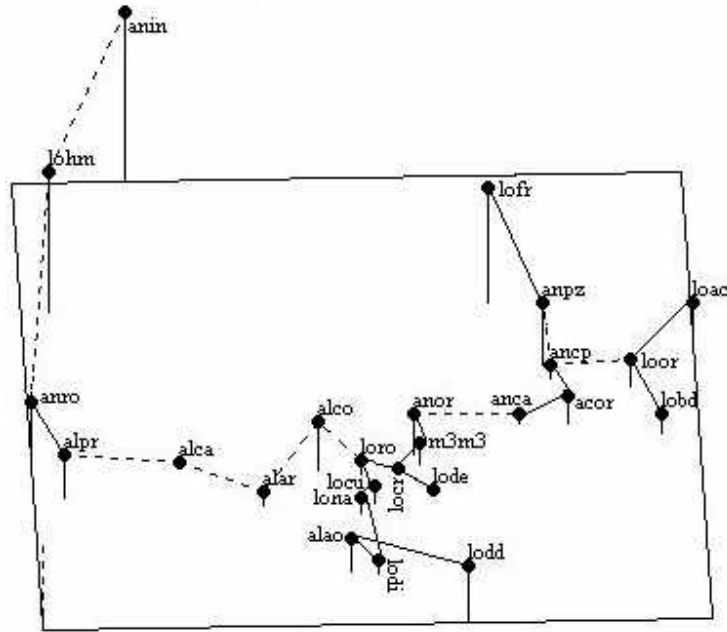 anin
lohm
lofr
anpz
loac
ancp
loor
anro
alco
anor
anca
acor
lobd
alpr
alca
loro
m3m3
alar
locu
locr
lode
lona
alao
lodi
lodd